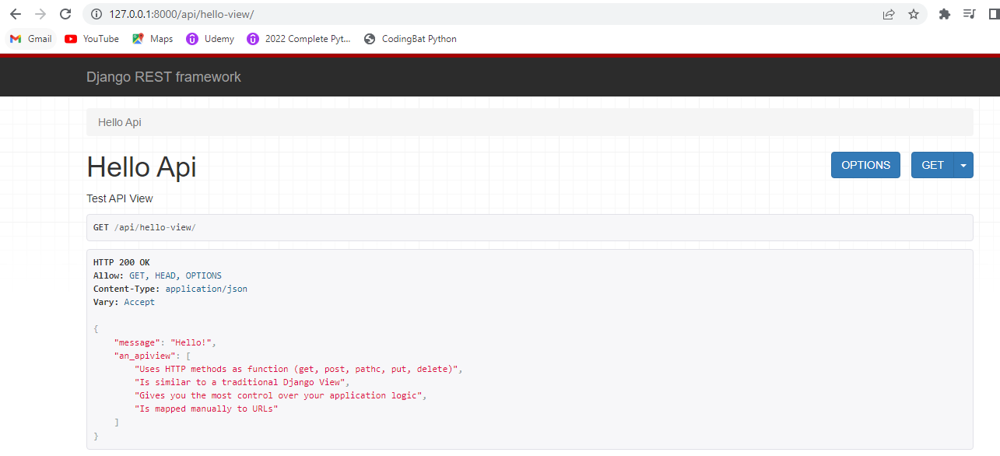 127.0.0.1:8000/api/hello-view/
Gmail YouTube Maps Udemy 2022 Complete Pyt... CodingBat Python
Django REST framework
Hello Api
Hello Api OPTIONS GET
Test API View
GET /api/hello-view/
HTTP 200 OK
Allow: GET, HEAD, OPTIONS
Content-Type: application/json
Vary: Accept
{
"message": "Hello!",
"an_apiview": [
"Uses HTTP methods as function (get, post, pathc, put, delete)",
"Is similar to a traditional Django View",
"Gives you the most control over your application logic",
"Is mapped manually to URLs"
]
}